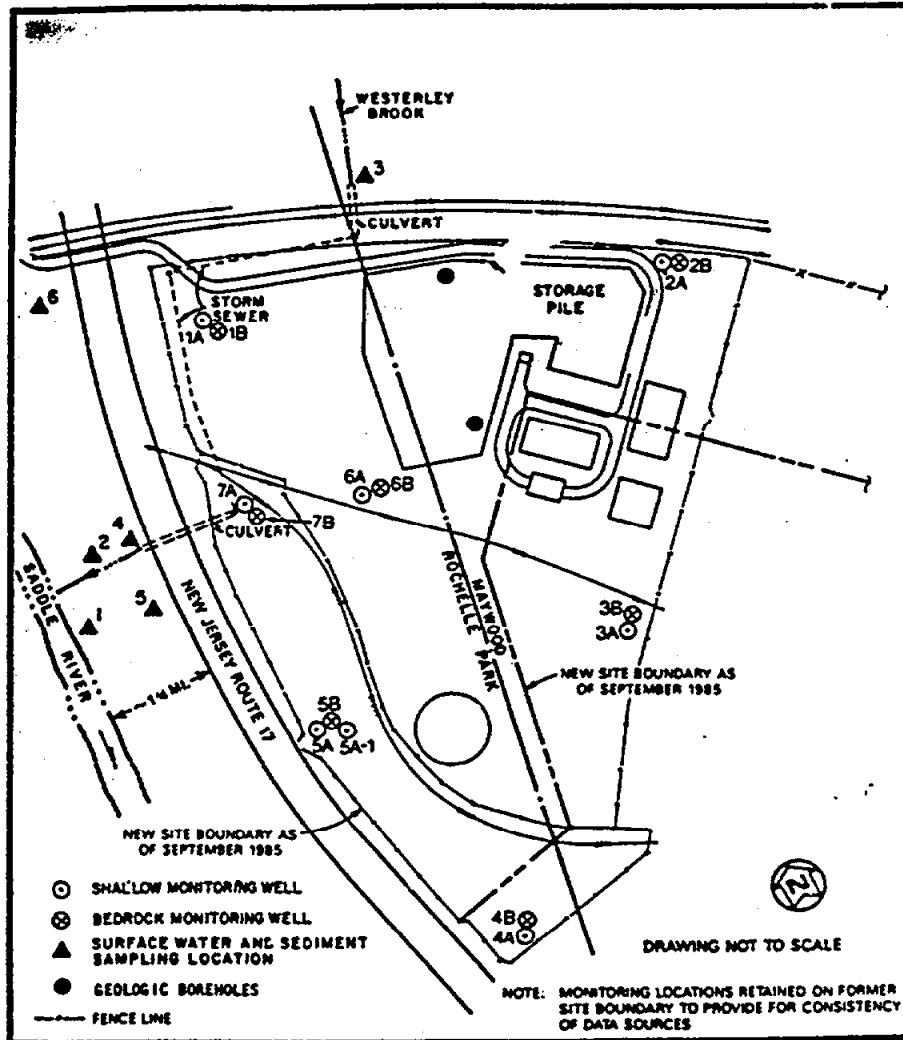 WESTERLEY
BROOK
3
CULVERT
6
STORM
SEWER
1A
1B
STORAGE
PILE
2B
2A
6A
6B
7A
CULVERT
7B
2
4
5
1
SADDLE
RIVER
~1¼ MI.
NEW JERSEY ROUTE 17
MAYWOOD
ROCHELLE PARK
3B
3A
NEW SITE BOUNDARY AS
OF SEPTEMBER 1985
5B
5A
5A-1
NEW SITE BOUNDARY AS
OF SEPTEMBER 1985
4B
4A
N
SHALLOW MONITORING WELL
BEDROCK MONITORING WELL
SURFACE WATER AND SEDIMENT
SAMPLING LOCATION
GEOLOGIC BOREHOLES
FENCE LINE
DRAWING NOT TO SCALE
NOTE: MONITORING LOCATIONS RETAINED ON FORMER
SITE BOUNDARY TO PROVIDE FOR CONSISTENCY
OF DATA SOURCES